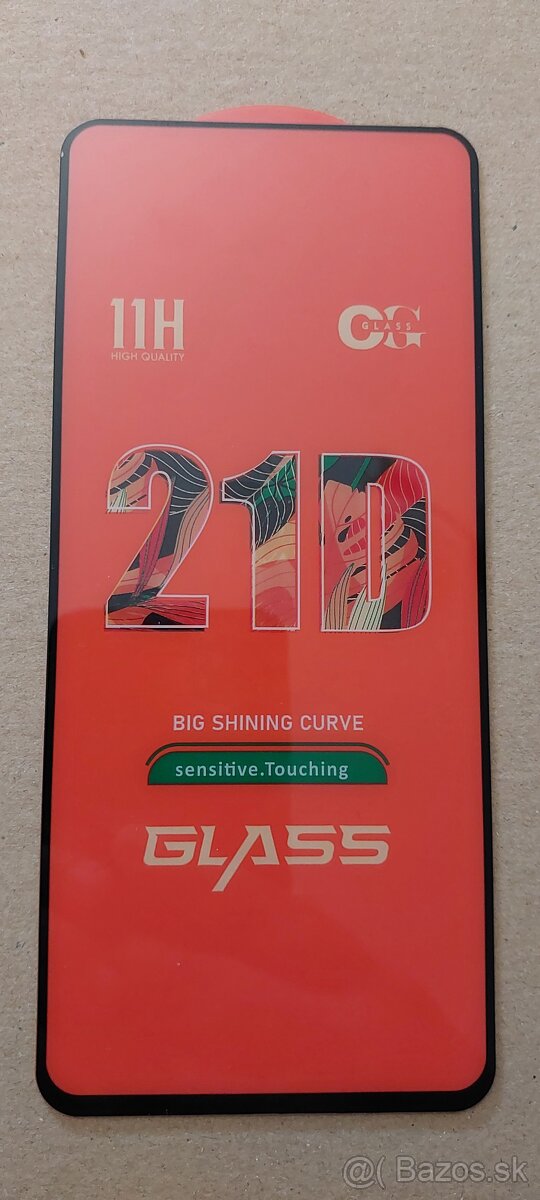 11H
HIGH QUALITY
OG
GLASS
21D
BIG SHINING CURVE
sensitive.Touching
GLASS
@( Bazos.sk